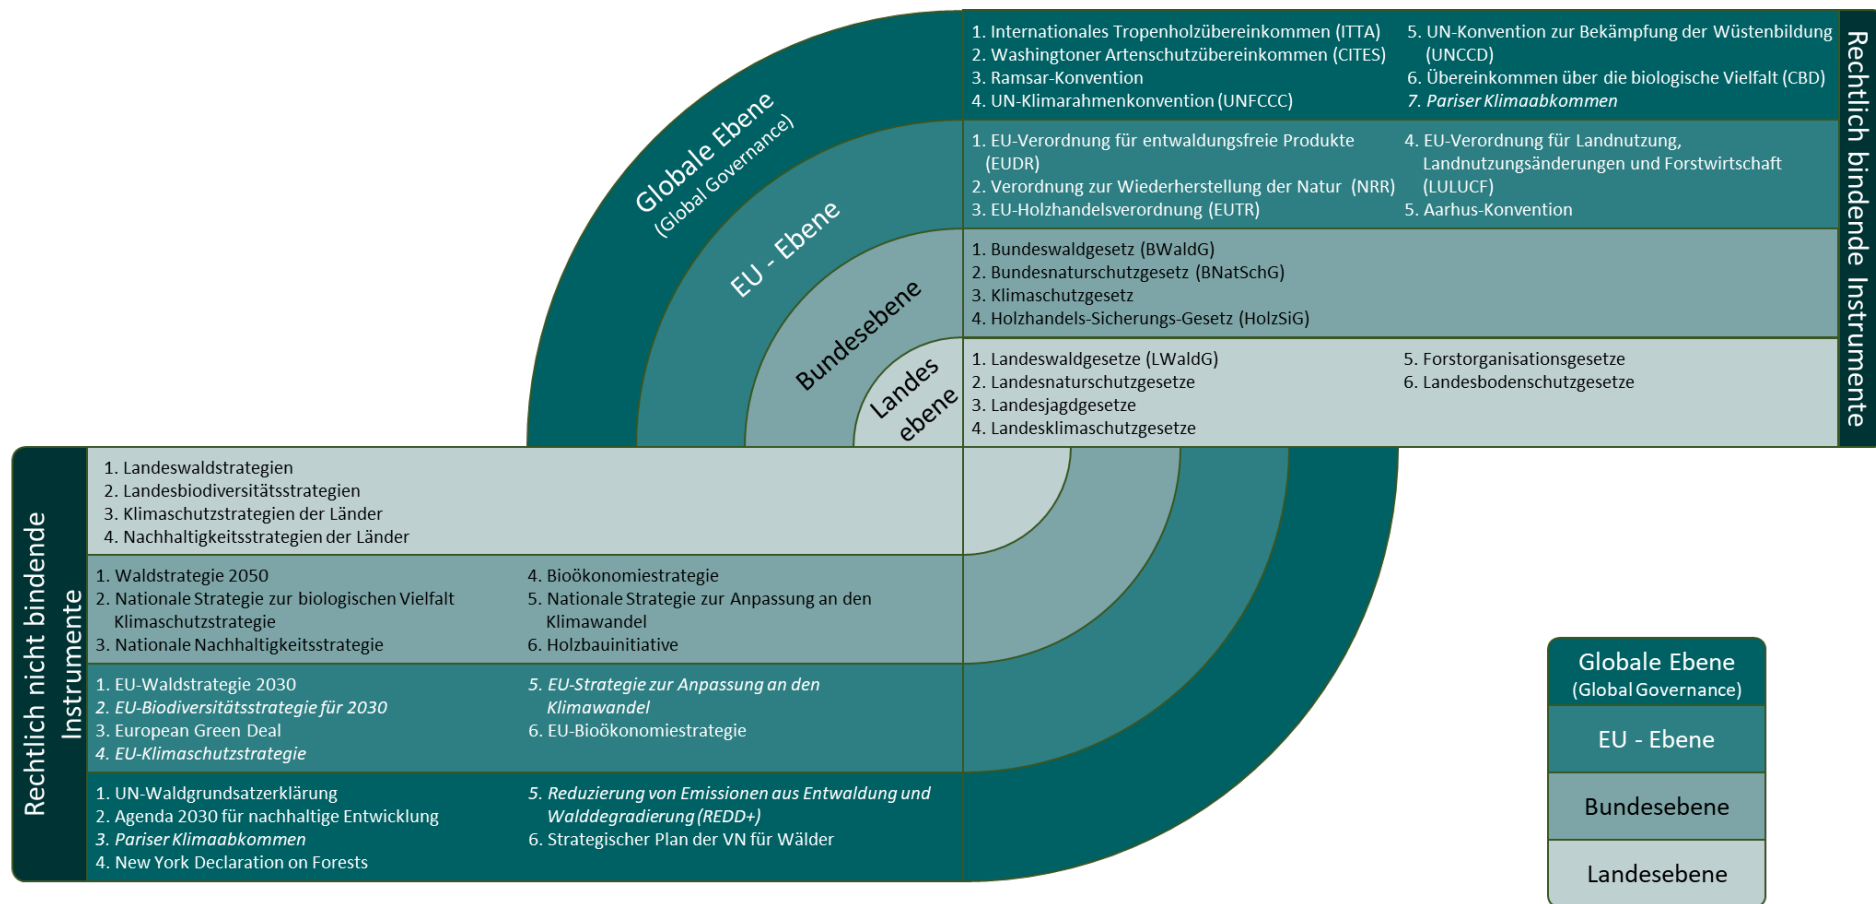 Globale Ebene
(Global Governance)
EU - Ebene
Bundesebene
Landes
ebene
1. Internationales Tropenholzübereinkommen (ITTA)
2. Washingtoner Artenschutzübereinkommen (CITES)
3. Ramsar-Konvention
4. UN-Klimarahmenkonvention (UNFCCC)
5. UN-Konvention zur Bekämpfung der Wüstenbildung
(UNCCD)
6. Übereinkommen über die biologische Vielfalt (CBD)
7. Pariser Klimaabkommen
1. EU-Verordnung für entwaldungsfreie Produkte
(EUDR)
2. Verordnung zur Wiederherstellung der Natur (NRR)
3. EU-Holzhandelsverordnung (EUTR)
4. EU-Verordnung für Landnutzung,
Landnutzungsänderungen und Forstwirtschaft
(LULUCF)
5. Aarhus-Konvention
1. Bundeswaldgesetz (BWaldG)
2. Bundesnaturschutzgesetz (BNatSchG)
3. Klimaschutzgesetz
4. Holzhandels-Sicherungs-Gesetz (HolzSiG)
1. Landeswaldgesetze (LWaldG)
2. Landesnaturschutzgesetze
3. Landesjagdgesetze
4. Landesklimaschutzgesetze
5. Forstorganisationsgesetze
6. Landesbodenschutzgesetze
Rechtlich bindende Instrumente
Rechtlich nicht bindende
Instrumente
1. Landeswaldstrategien
2. Landesbiodiversitätsstrategien
3. Klimaschutzstrategien der Länder
4. Nachhaltigkeitsstrategien der Länder
1. Waldstrategie 2050
2. Nationale Strategie zur biologischen Vielfalt
Klimaschutzstrategie
3. Nationale Nachhaltigkeitsstrategie
4. Bioökonomiestrategie
5. Nationale Strategie zur Anpassung an den
Klimawandel
6. Holzbauinitiative
1. EU-Waldstrategie 2030
2. EU-Biodiversitätsstrategie für 2030
3. European Green Deal
4. EU-Klimaschutzstrategie
5. EU-Strategie zur Anpassung an den
Klimawandel
6. EU-Bioökonomiestrategie
1. UN-Waldgrundsatzerklärung
2. Agenda 2030 für nachhaltige Entwicklung
3. Pariser Klimaabkommen
4. New York Declaration on Forests
5. Reduzierung von Emissionen aus Entwaldung und
Walddegradierung (REDD+)
6. Strategischer Plan der VN für Wälder
Globale Ebene
(Global Governance)
EU - Ebene
Bundesebene
Landesebene